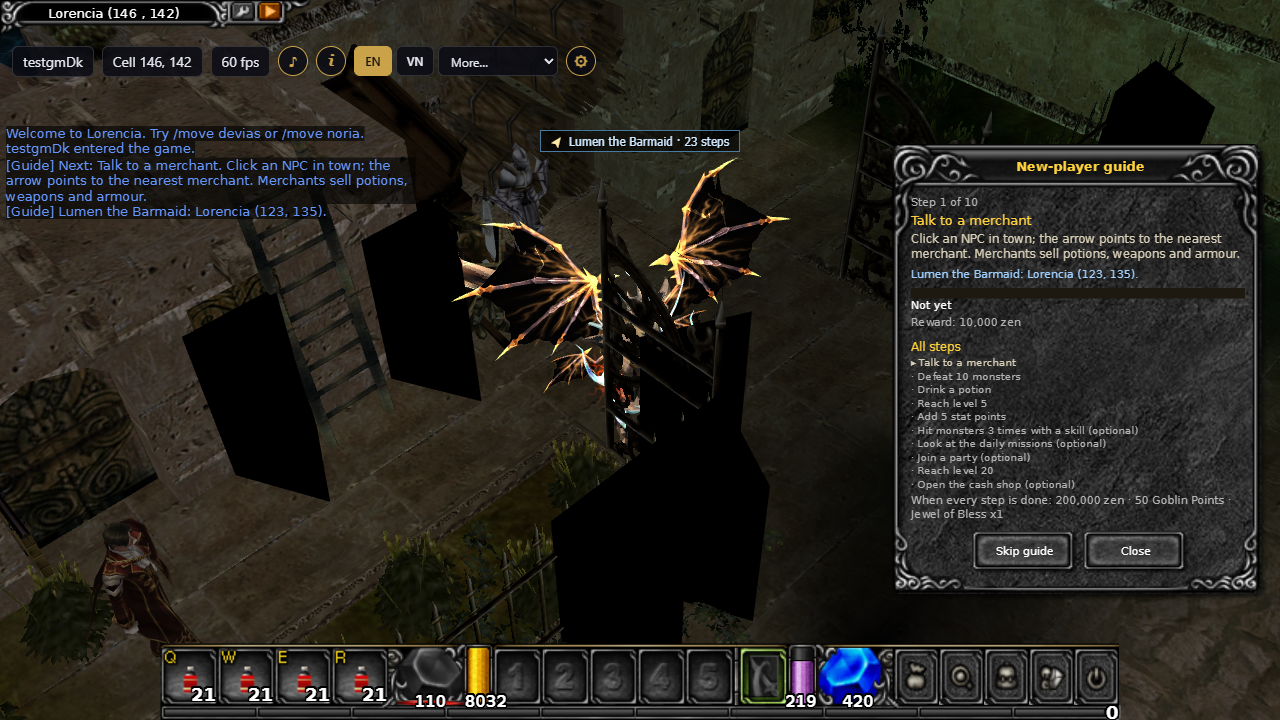 Lorencia (146 , 142)
testgmDk
Cell 146, 142
60 fps
EN
VN
More...
Welcome to Lorencia. Try /move devias or /move noria.
testgmDk entered the game.
[Guide] Next: Talk to a merchant. Click an NPC in town; the
arrow points to the nearest merchant. Merchants sell potions,
weapons and armour.
[Guide] Lumen the Barmaid: Lorencia (123, 135).
Lumen the Barmaid · 23 steps
New-player guide
Step 1 of 10
Talk to a merchant
Click an NPC in town; the arrow points to the nearest
merchant. Merchants sell potions, weapons and armour.
Lumen the Barmaid: Lorencia (123, 135).
Not yet
Reward: 10,000 zen
All steps
▸ Talk to a merchant
· Defeat 10 monsters
· Drink a potion
· Reach level 5
· Add 5 stat points
· Hit monsters 3 times with a skill (optional)
· Look at the daily missions (optional)
· Join a party (optional)
· Reach level 20
· Open the cash shop (optional)
When every step is done: 200,000 zen · 50 Goblin Points ·
Jewel of Bless x1
Skip guide
Close
Q
W
E
R
21
21
21
21
110
8032
1
2
3
4
5
219
420
0